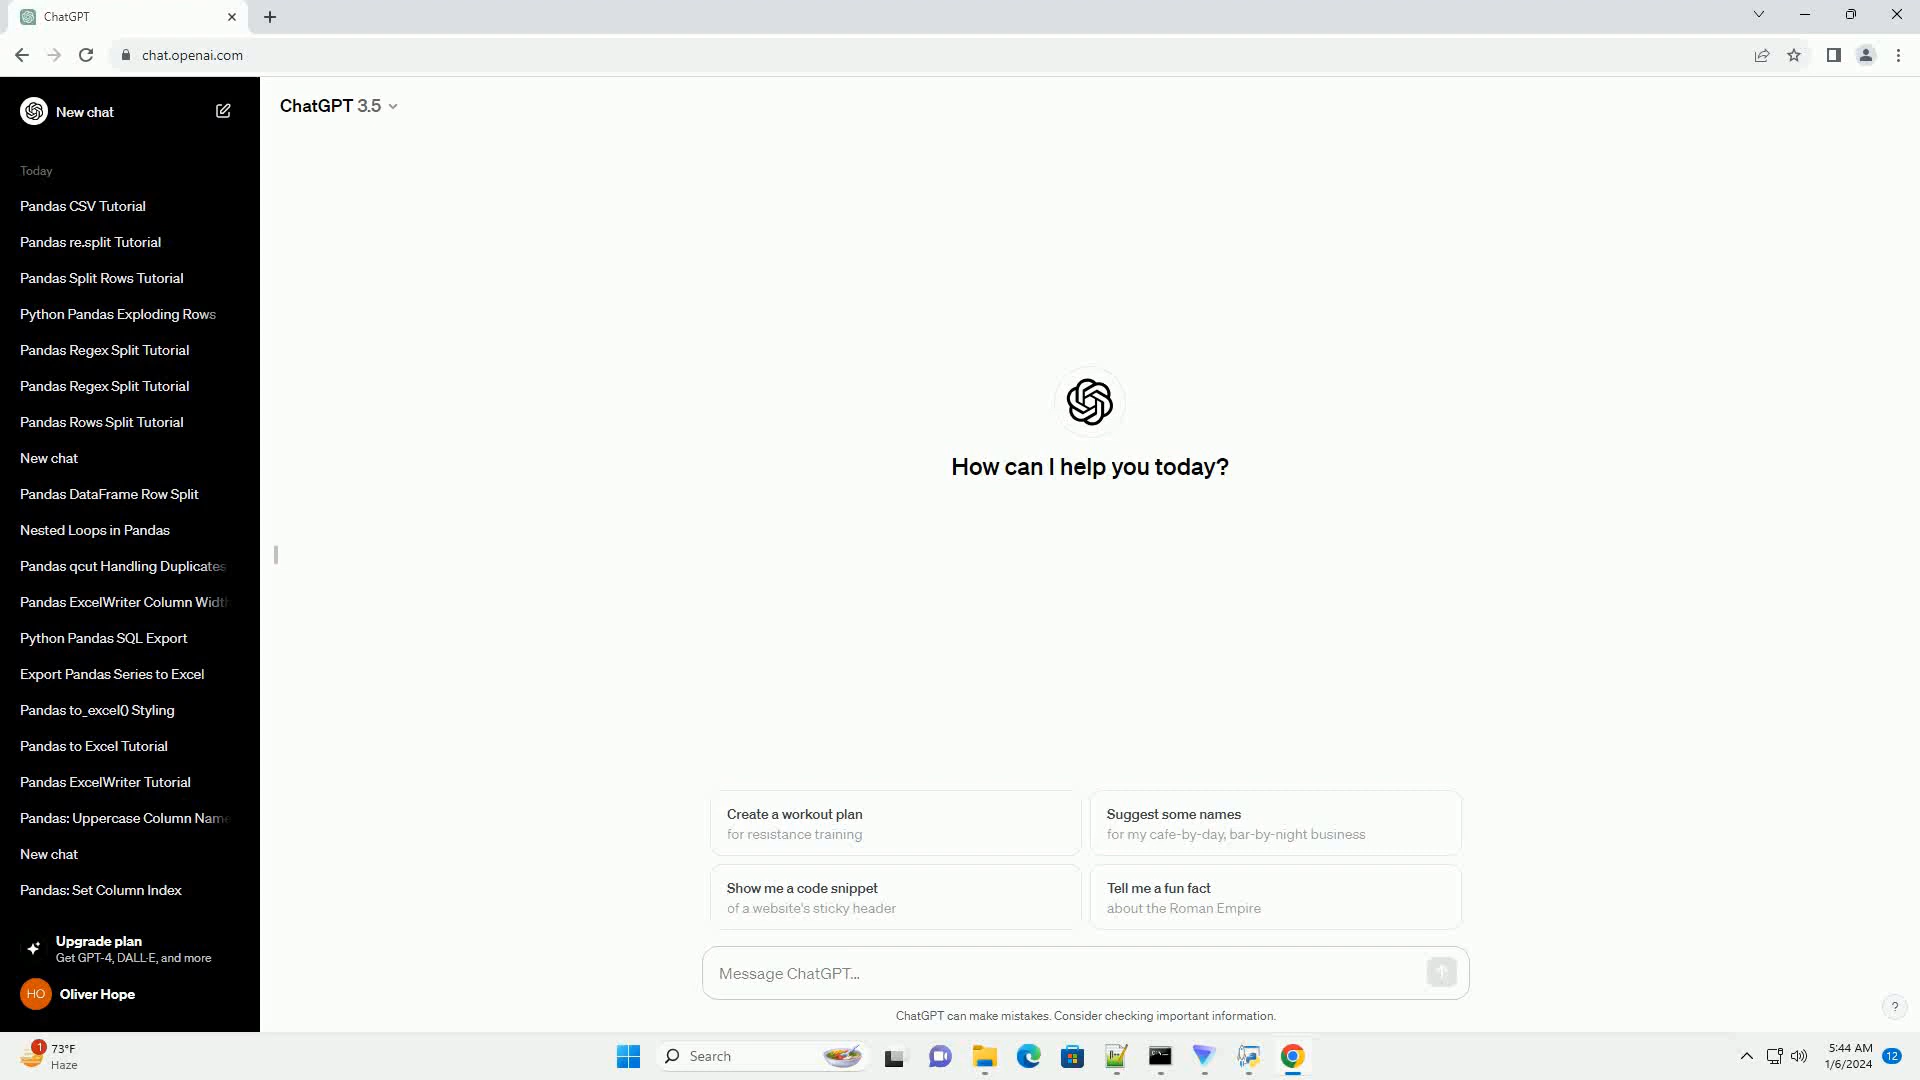 ChatGPT
chat.openai.com
New chat
ChatGPT 3.5
Today
Pandas CSV Tutorial
Pandas re.split Tutorial
Pandas Split Rows Tutorial
Python Pandas Exploding Rows
Pandas Regex Split Tutorial
Pandas Regex Split Tutorial
Pandas Rows Split Tutorial
New chat
Pandas DataFrame Row Split
Nested Loops in Pandas
Pandas qcut Handling Duplicates
Pandas ExcelWriter Column Width
Python Pandas SQL Export
Export Pandas Series to Excel
Pandas to_excel() Styling
Pandas to Excel Tutorial
Pandas ExcelWriter Tutorial
Pandas: Uppercase Column Name
New chat
Pandas: Set Column Index
Upgrade plan
Get GPT-4, DALL·E, and more
HO
Oliver Hope
How can I help you today?
Create a workout plan
for resistance training
Suggest some names
for my cafe-by-day, bar-by-night business
Show me a code snippet
of a website's sticky header
Tell me a fun fact
about the Roman Empire
Message ChatGPT...
ChatGPT can make mistakes. Consider checking important information.
?
1
73°F
Haze
Search
5:44 AM
1/6/2024
12